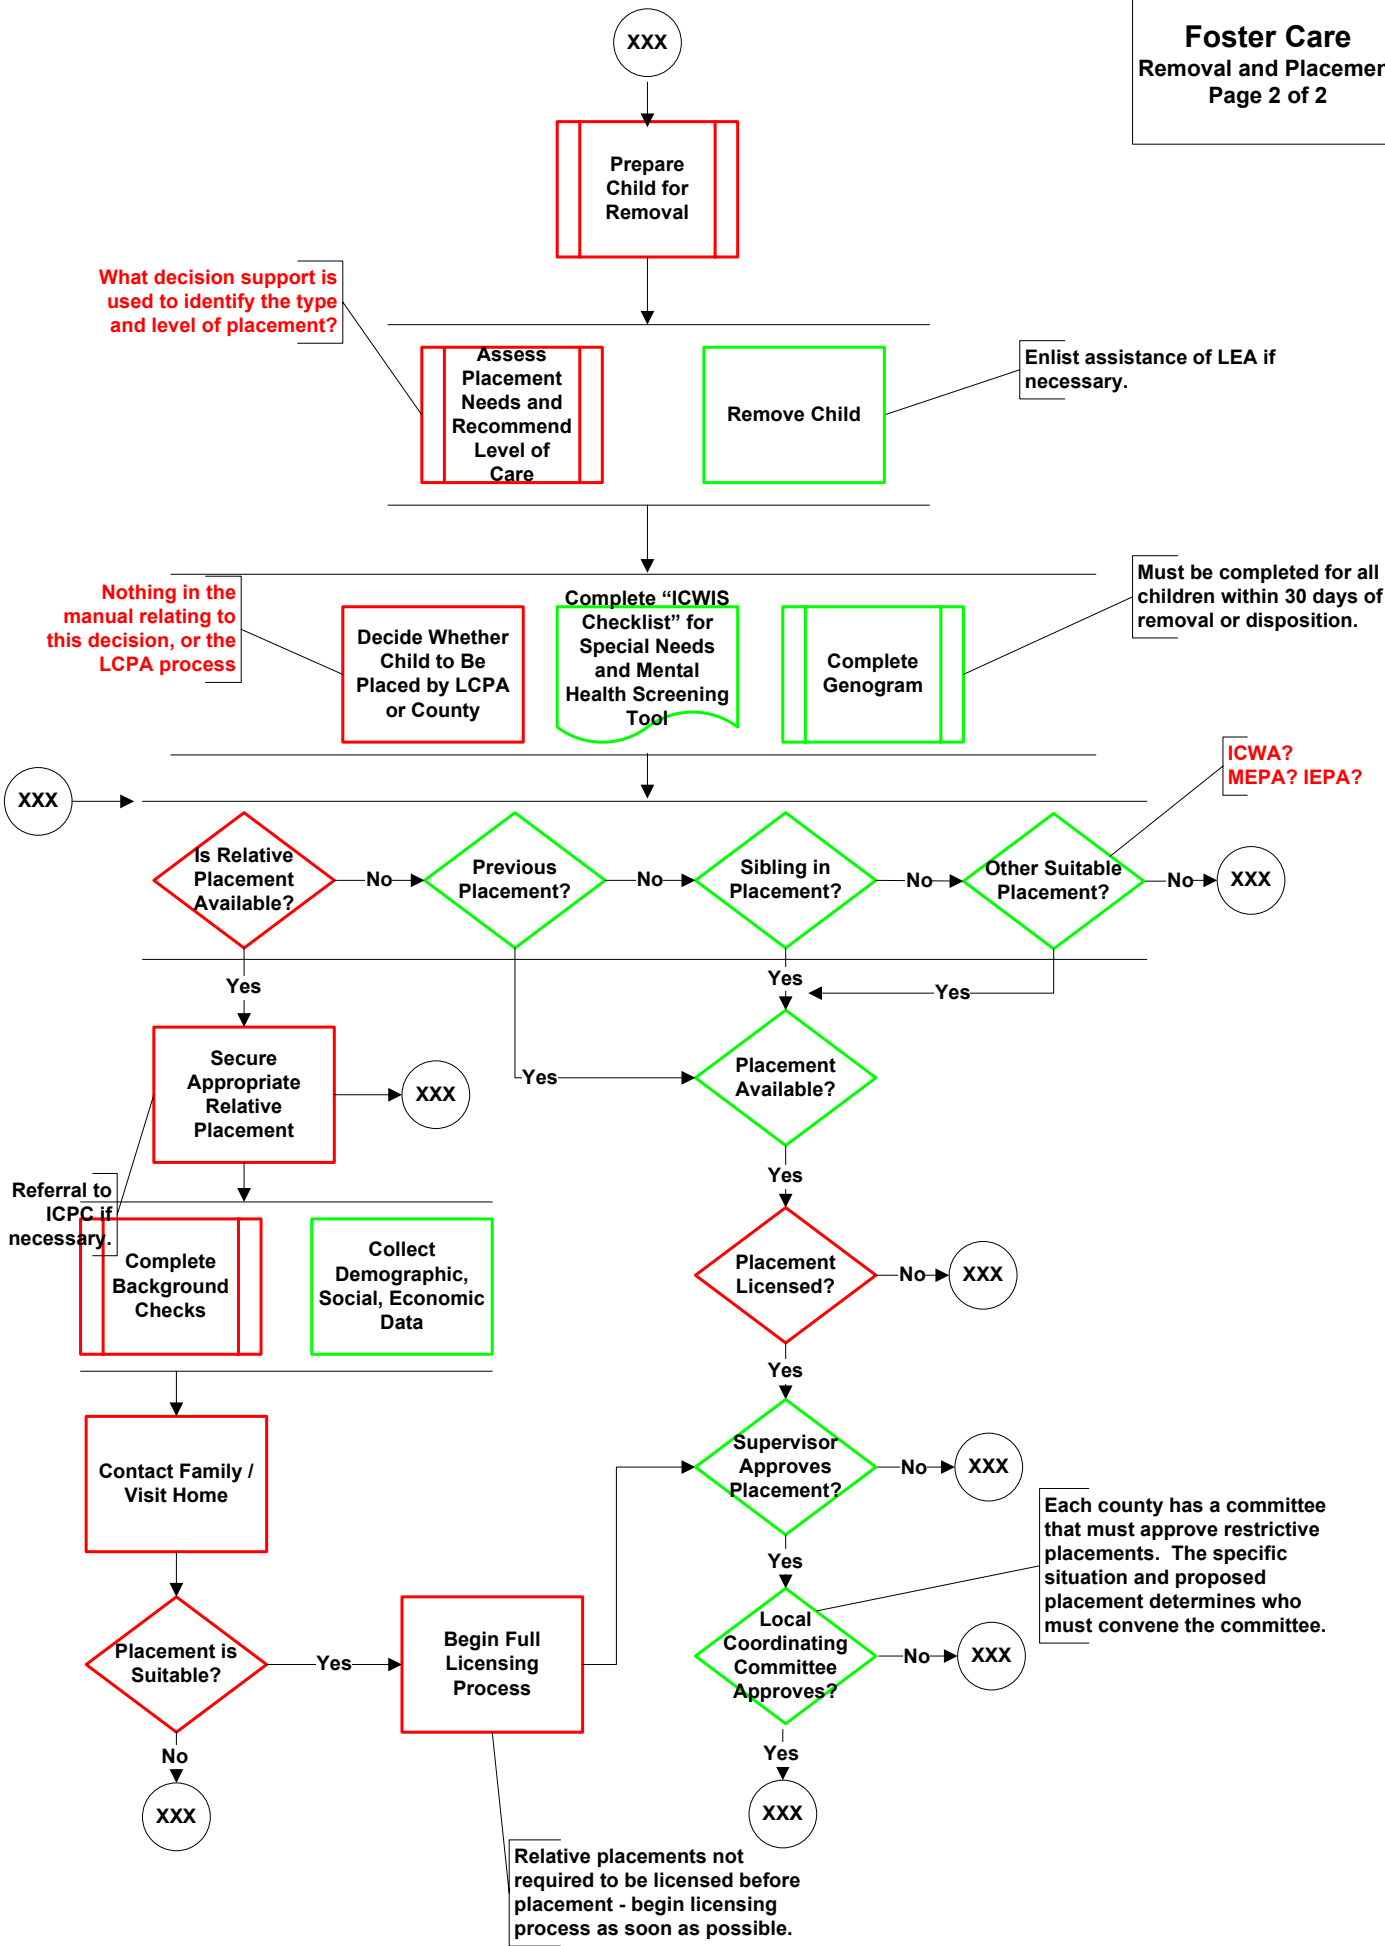 Foster Care
Removal and Placemen
Page 2 of 2
XXX
Prepare
Child for
Removal
What decision support is
used to identify the type
and level of placement?
Assess
Placement
Needs and
Recommend
Level of
Care
Remove Child
Enlist assistance of LEA if
necessary.
Nothing in the
manual relating to
this decision, or the
LCPA process
Decide Whether
Child to Be
Placed by LCPA
or County
Complete “ICWIS
Checklist” for
Special Needs
and Mental
Health Screening
Tool
Complete
Genogram
Must be completed for all
children within 30 days of
removal or disposition.
ICWA?
MEPA? IEPA?
XXX
Is Relative
Placement
Available?
No
Previous
Placement?
No
Sibling in
Placement?
No
Other Suitable
Placement?
No
XXX
Yes
Yes
Yes
Yes
Secure
Appropriate
Relative
Placement
XXX
Placement
Available?
Yes
Referral to
ICPC if
necessary.
Complete
Background
Checks
Collect
Demographic,
Social, Economic
Data
Placement
Licensed?
No
XXX
Yes
Contact Family /
Visit Home
Supervisor
Approves
Placement?
No
XXX
Yes
Each county has a committee
that must approve restrictive
placements.  The specific
situation and proposed
placement determines who
must convene the committee.
Placement is
Suitable?
Yes
Begin Full
Licensing
Process
Local
Coordinating
Committee
Approves?
No
XXX
No
XXX
Yes
XXX
Relative placements not
required to be licensed before
placement - begin licensing
process as soon as possible.